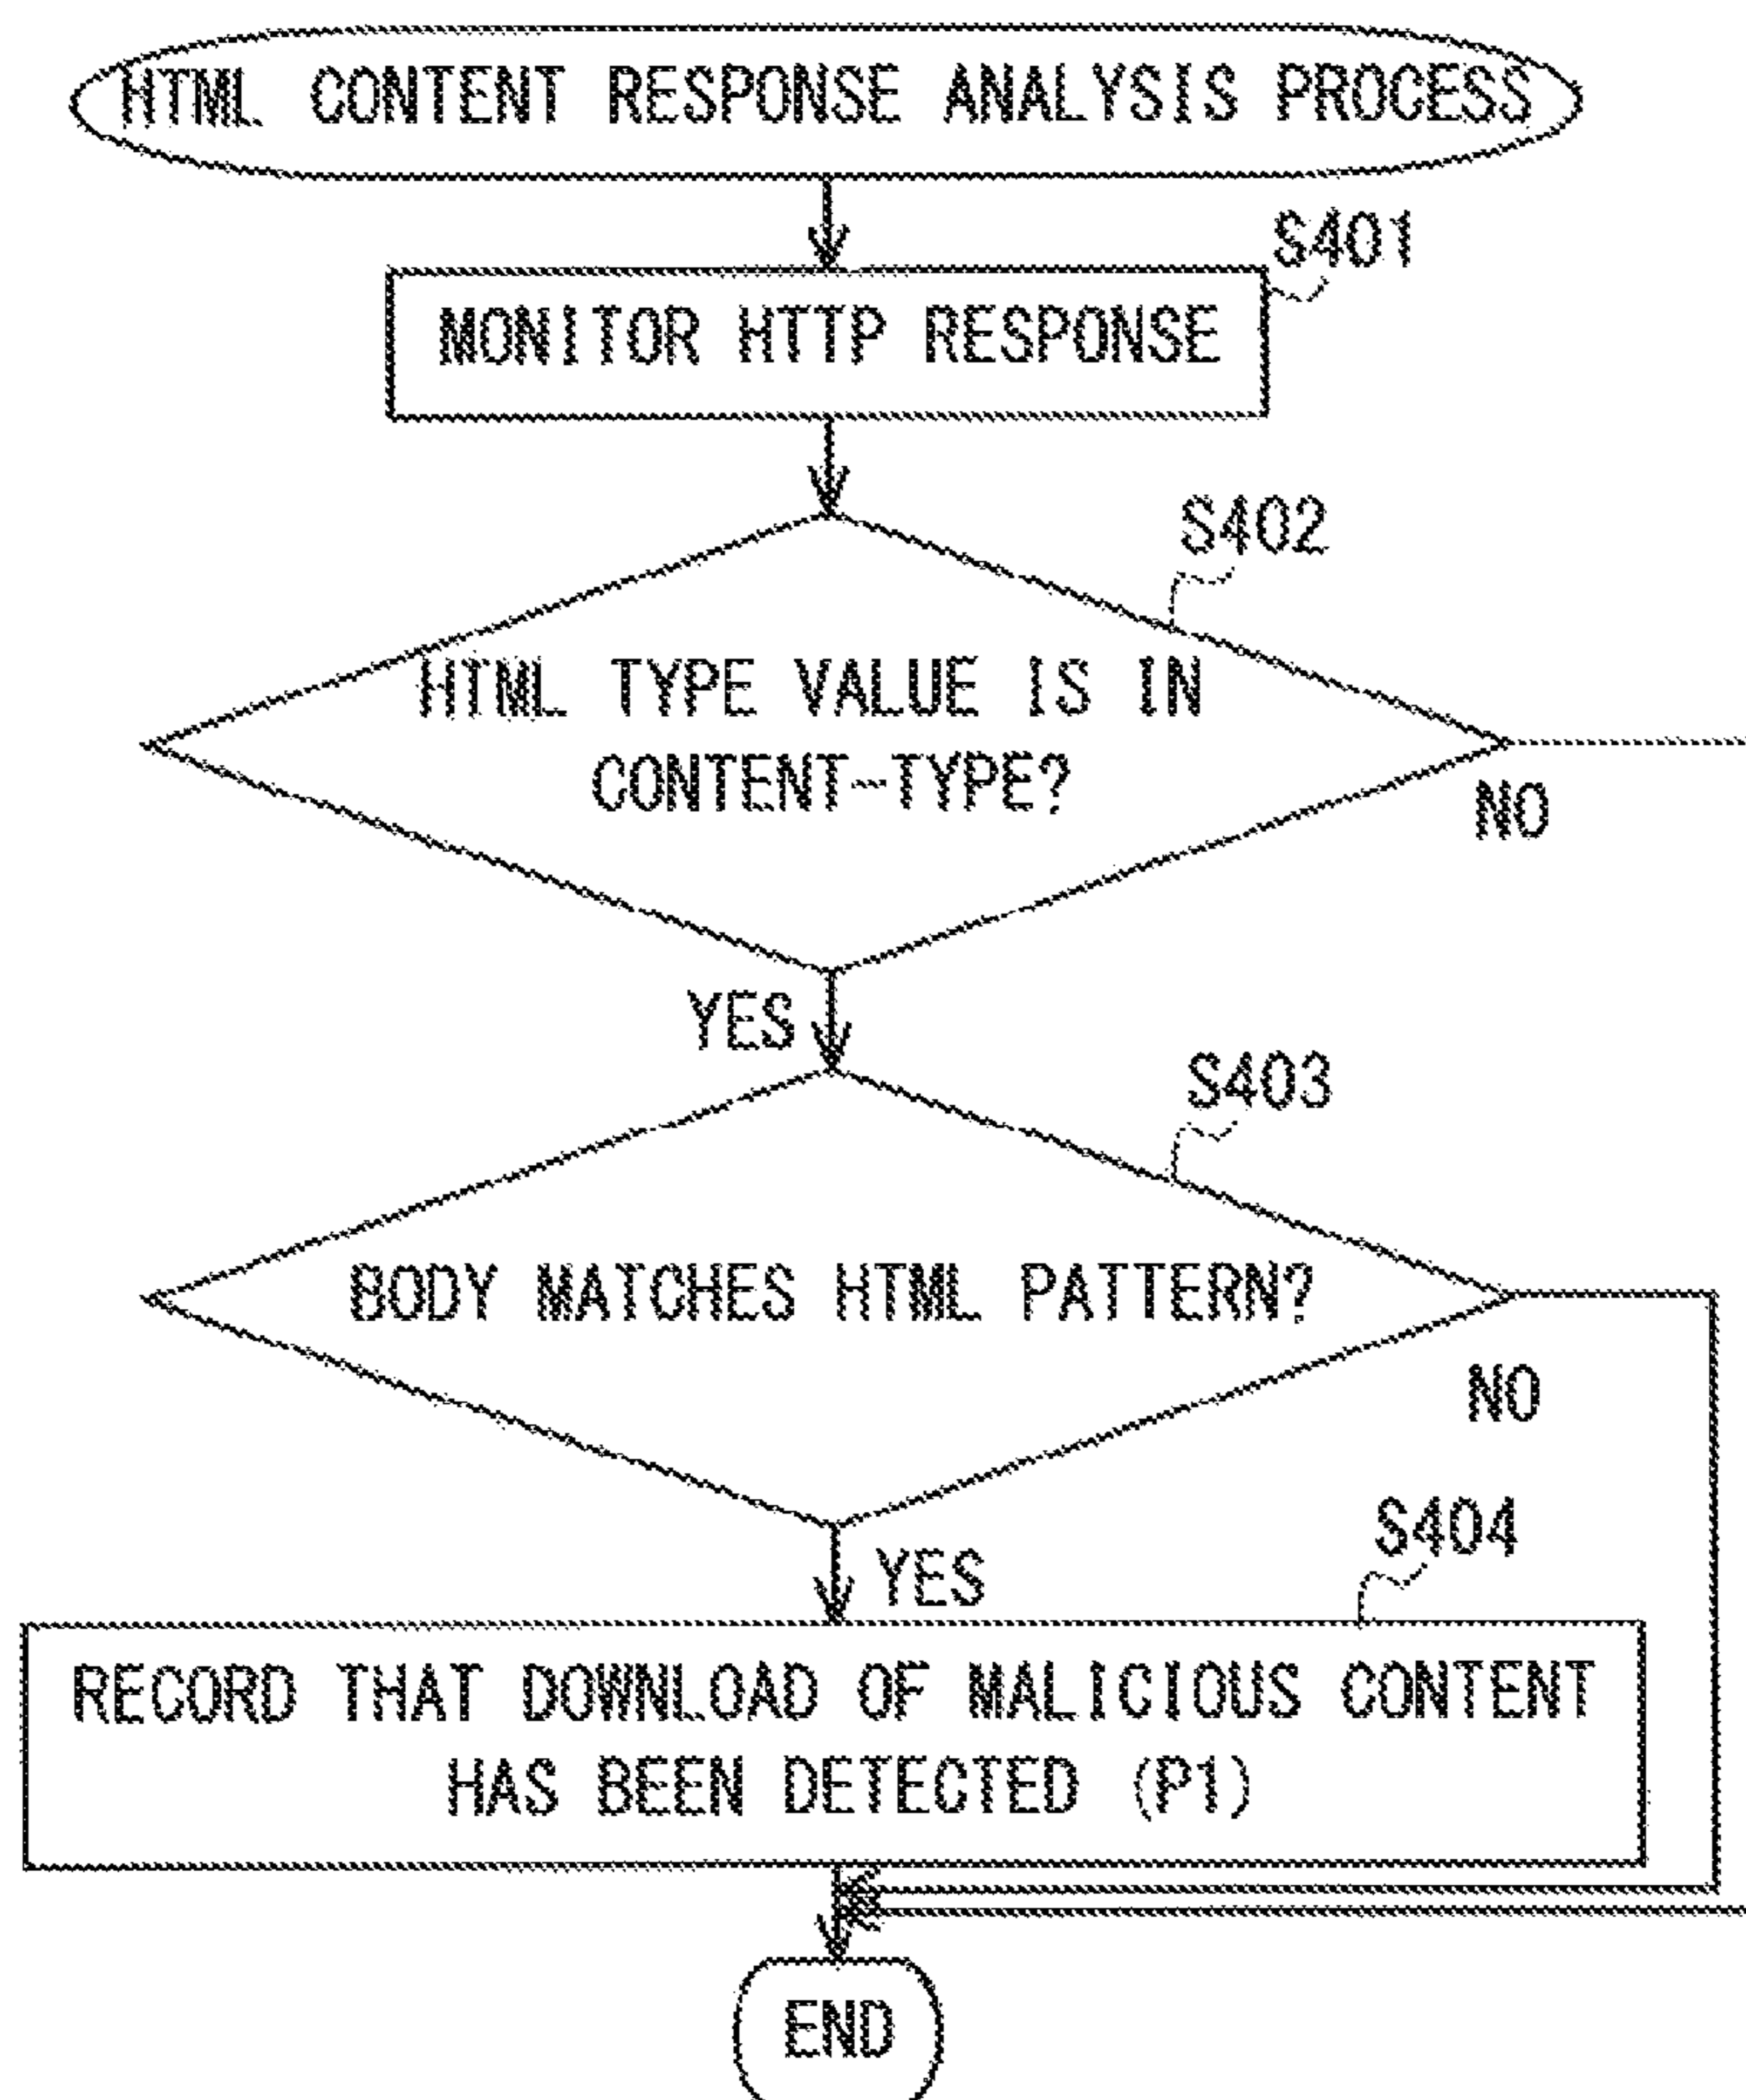 HTML CONTENT RESPONSE ANALYSIS PROCESS
S401
MONITOR HTTP RESPONSE
S402
HTML TYPE VALUE IS IN
CONTENT-TYPE?
NO
YES
S403
BODY MATCHES HTML PATTERN?
NO
S404
YES
RECORD THAT DOWNLOAD OF MALICIOUS CONTENT
HAS BEEN DETECTED (P1)
END